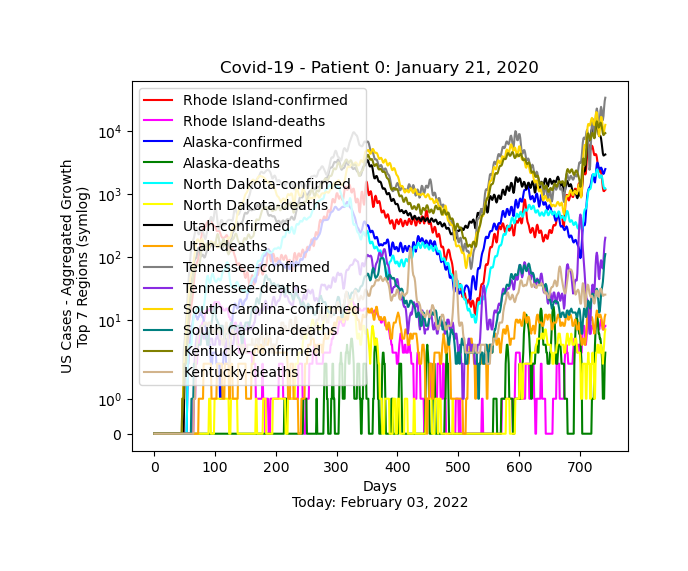 Covid-19 - Patient 0: January 21, 2020
US Cases - Aggregated Growth
Top 7 Regions (symlog)
10^4
10^3
10^2
10^1
10^0
0
Rhode Island-confirmed
Rhode Island-deaths
Alaska-confirmed
Alaska-deaths
North Dakota-confirmed
North Dakota-deaths
Utah-confirmed
Utah-deaths
Tennessee-confirmed
Tennessee-deaths
South Carolina-confirmed
South Carolina-deaths
Kentucky-confirmed
Kentucky-deaths
0 100 200 300 400 500 600 700
Days
Today: February 03, 2022